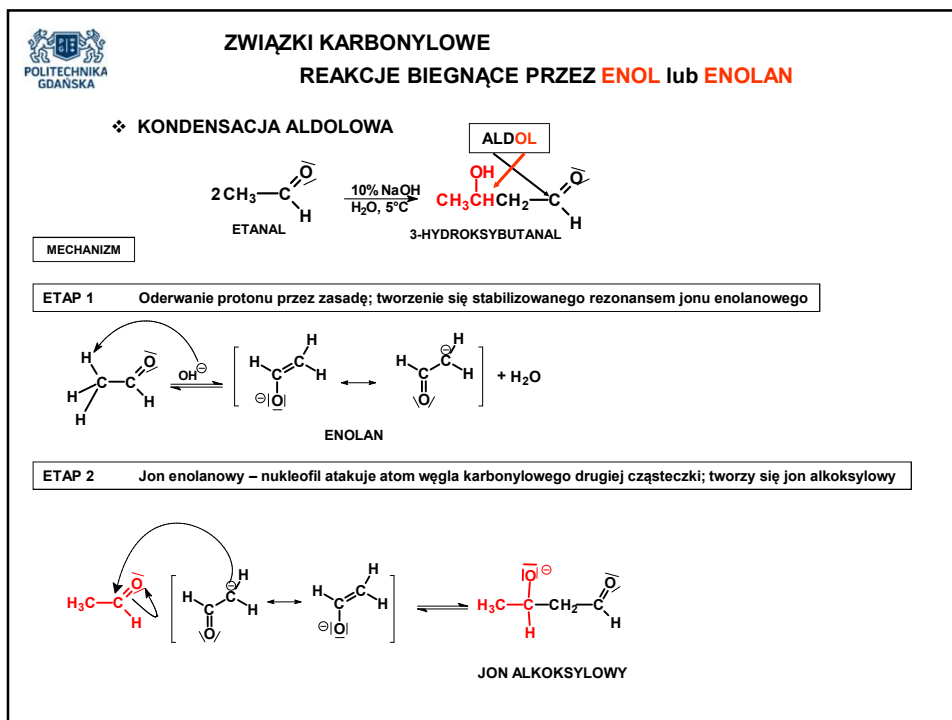 POLITECHNIKA
GDAŃSKA
ZWIĄZKI KARBONYLOWE
REAKCJE BIEGNĄCE PRZEZ ENOL lub ENOLAN
❖ KONDENSACJA ALDOLOWA
ALDOL
2CH₃ C O H
ETANAL
10% NaOH
H₂O, 5°C
OH
CH₃CHCH₂ C O H
3-HYDROKSYBUTANAL
MECHANIZM
ETAP 1 Oderwanie protonu przez zasadę; tworzenie się stabilizowanego rezonansem jonu enolanowego
H H H C C O H
OH⊖
H C C H H ⊖|O|
H C C⊖ H H O
+ H₂O
ENOLAN
ETAP 2 Jon enolanowy – nukleofil atakuje atom węgla karbonylowego drugiej cząsteczki; tworzy się jon alkoksylowy
H₃C C O H
H C C⊖ H H O
H C C H H ⊖|O|
|O|⊖
H₃C C CH₂ C O H
H
JON ALKOKSYLOWY